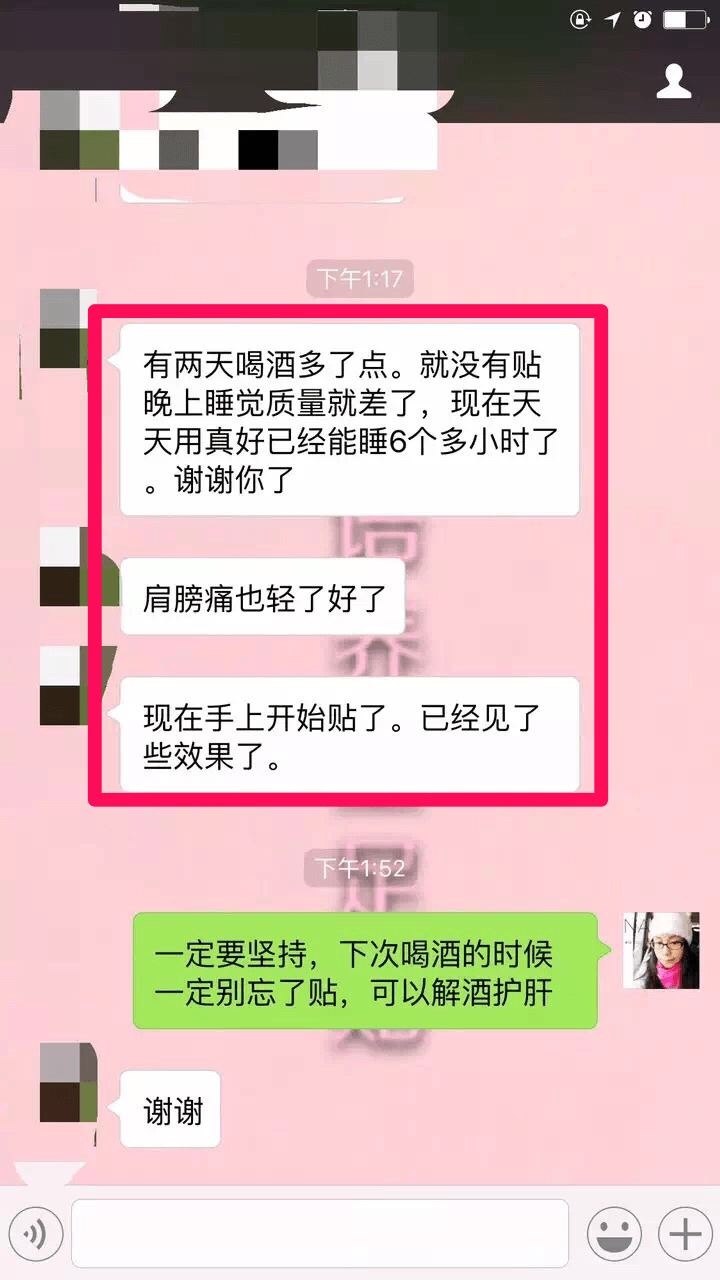 下午1:17
有两天喝酒多了点。就没有贴
晚上睡觉质量就差了，现在天
天用真好已经能睡6个多小时了
。谢谢你了
肩膀痛也轻了好了
现在手上开始贴了。已经见了
些效果了。
下午1:52
一定要坚持，下次喝酒的时候
一定别忘了贴，可以解酒护肝
谢谢